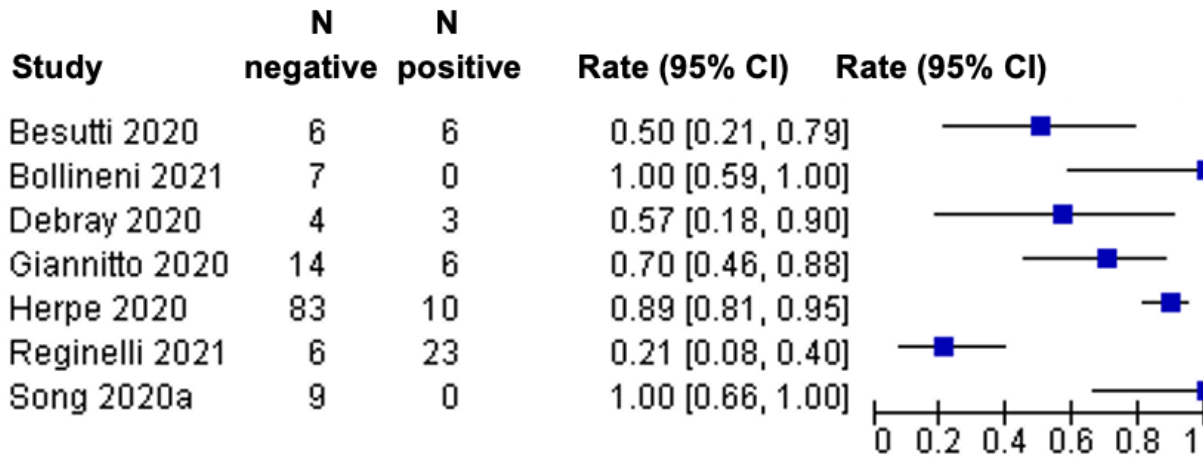 N N
Study negative positive Rate (95% CI) Rate (95% CI)
Besutti 2020 6 6 0.50 [0.21, 0.79]
Bollineni 2021 7 0 1.00 [0.59, 1.00]
Debray 2020 4 3 0.57 [0.18, 0.90]
Giannitto 2020 14 6 0.70 [0.46, 0.88]
Herpe 2020 83 10 0.89 [0.81, 0.95]
Reginelli 2021 6 23 0.21 [0.08, 0.40]
Song 2020a 9 0 1.00 [0.66, 1.00]
0 0.2 0.4 0.6 0.8 1